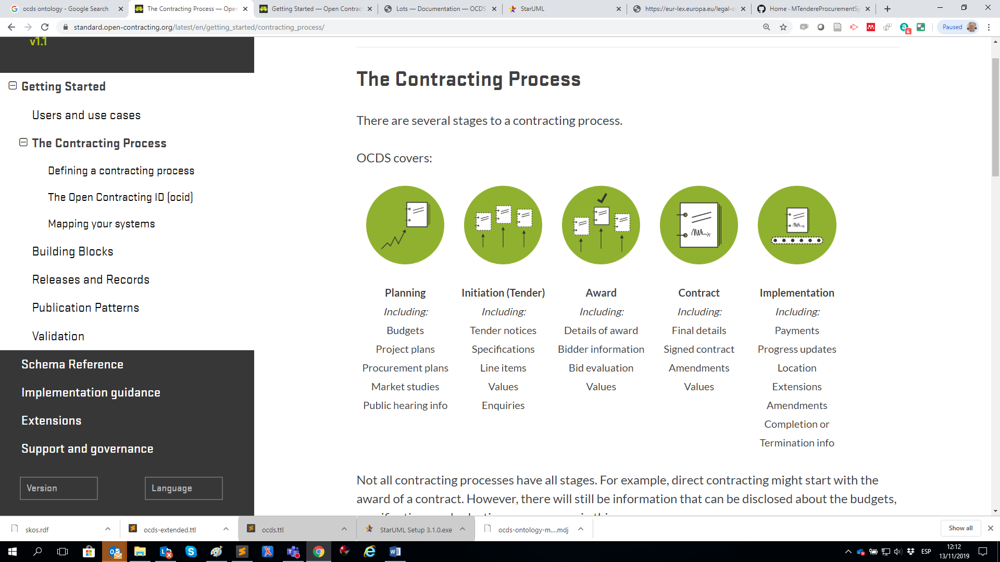 ocds ontology - Google Search
The Contracting Process — Open
Getting Started — Open Contract
Lots — Documentation — OCDS
StarUML
https://eur-lex.europa.eu/legal-c
Home · MTendereProcurementSy
standard.open-contracting.org/latest/en/getting_started/contracting_process/
6
Paused
v1.1
Getting Started
Users and use cases
The Contracting Process
Defining a contracting process
The Open Contracting ID (ocid)
Mapping your systems
Building Blocks
Releases and Records
Publication Patterns
Validation
Schema Reference
Implementation guidance
Extensions
Support and governance
Version
Language
The Contracting Process
There are several stages to a contracting process.
OCDS covers:
Planning
Including:
Budgets
Project plans
Procurement plans
Market studies
Public hearing info
Initiation (Tender)
Including:
Tender notices
Specifications
Line items
Values
Enquiries
Award
Including:
Details of award
Bidder information
Bid evaluation
Values
Contract
Including:
Final details
Signed contract
Amendments
Values
Implementation
Including:
Payments
Progress updates
Location
Extensions
Amendments
Completion or
Termination info
Not all contracting processes have all stages. For example, direct contracting might start with the
award of a contract. However, there will still be information that can be disclosed about the budgets,
skos.rdf
ocds-extended.ttl
ocds.ttl
StarUML Setup 3.1.0.exe
ocds-ontology-m....mdj
Show all
ESP
12:12
13/11/2019